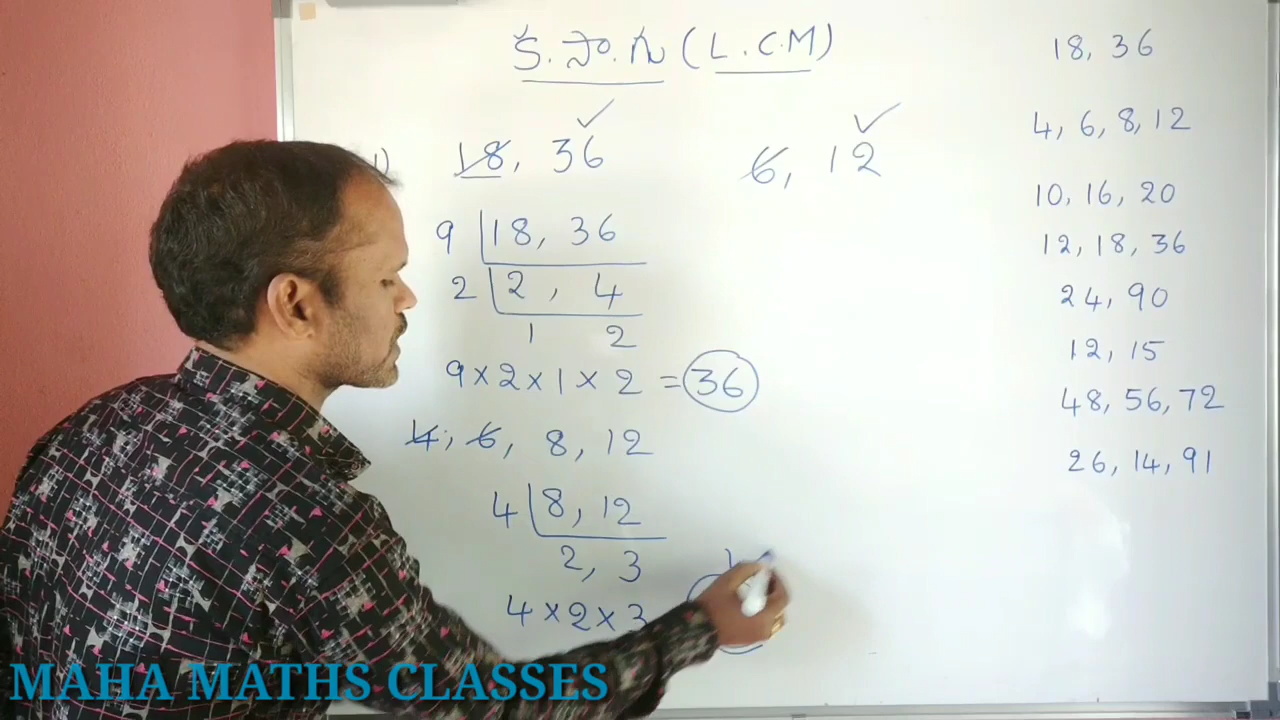 క.సా.గు (L.C.M)
1) 18, 36
6, 12
9 18, 36
2 2, 4
1 2
9 × 2 × 1 × 2 = 36
4, 6, 8, 12
4 8, 12
2, 3
4 × 2 × 3
18, 36
4, 6, 8, 12
10, 16, 20
12, 18, 36
24, 90
12, 15
48, 56, 72
26, 14, 91
MAHA MATHS CLASSES